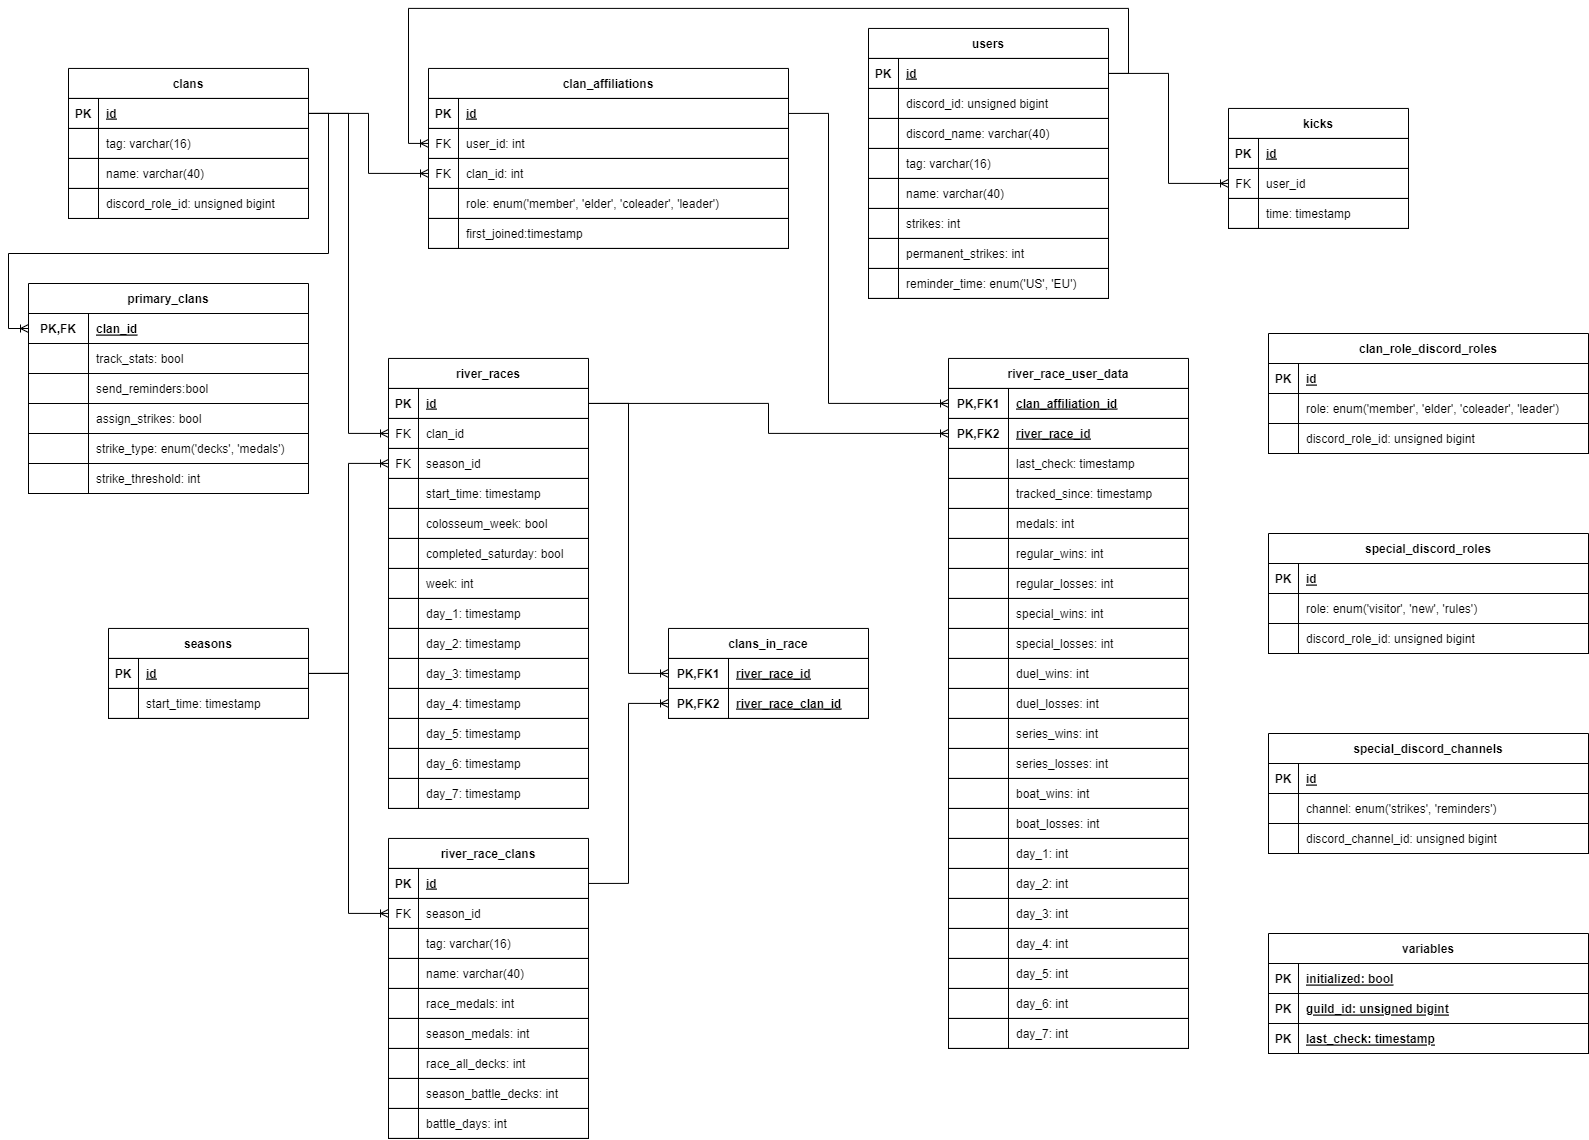 clans
PK id
tag: varchar(16)
name: varchar(40)
discord_role_id: unsigned bigint
clan_affiliations
PK id
FK user_id: int
FK clan_id: int
role: enum('member', 'elder', 'coleader', 'leader')
first_joined:timestamp
users
PK id
discord_id: unsigned bigint
discord_name: varchar(40)
tag: varchar(16)
name: varchar(40)
strikes: int
permanent_strikes: int
reminder_time: enum('US', 'EU')
kicks
PK id
FK user_id
time: timestamp
primary_clans
PK,FK clan_id
track_stats: bool
send_reminders:bool
assign_strikes: bool
strike_type: enum('decks', 'medals')
strike_threshold: int
river_races
PK id
FK clan_id
FK season_id
start_time: timestamp
colosseum_week: bool
completed_saturday: bool
week: int
day_1: timestamp
day_2: timestamp
day_3: timestamp
day_4: timestamp
day_5: timestamp
day_6: timestamp
day_7: timestamp
river_race_user_data
PK,FK1 clan_affiliation_id
PK,FK2 river_race_id
last_check: timestamp
tracked_since: timestamp
medals: int
regular_wins: int
regular_losses: int
special_wins: int
special_losses: int
duel_wins: int
duel_losses: int
series_wins: int
series_losses: int
boat_wins: int
boat_losses: int
day_1: int
day_2: int
day_3: int
day_4: int
day_5: int
day_6: int
day_7: int
clan_role_discord_roles
PK id
role: enum('member', 'elder', 'coleader', 'leader')
discord_role_id: unsigned bigint
special_discord_roles
PK id
role: enum('visitor', 'new', 'rules')
discord_role_id: unsigned bigint
seasons
PK id
start_time: timestamp
clans_in_race
PK,FK1 river_race_id
PK,FK2 river_race_clan_id
special_discord_channels
PK id
channel: enum('strikes', 'reminders')
discord_channel_id: unsigned bigint
river_race_clans
PK id
FK season_id
tag: varchar(16)
name: varchar(40)
race_medals: int
season_medals: int
race_all_decks: int
season_battle_decks: int
battle_days: int
variables
PK initialized: bool
PK guild_id: unsigned bigint
PK last_check: timestamp